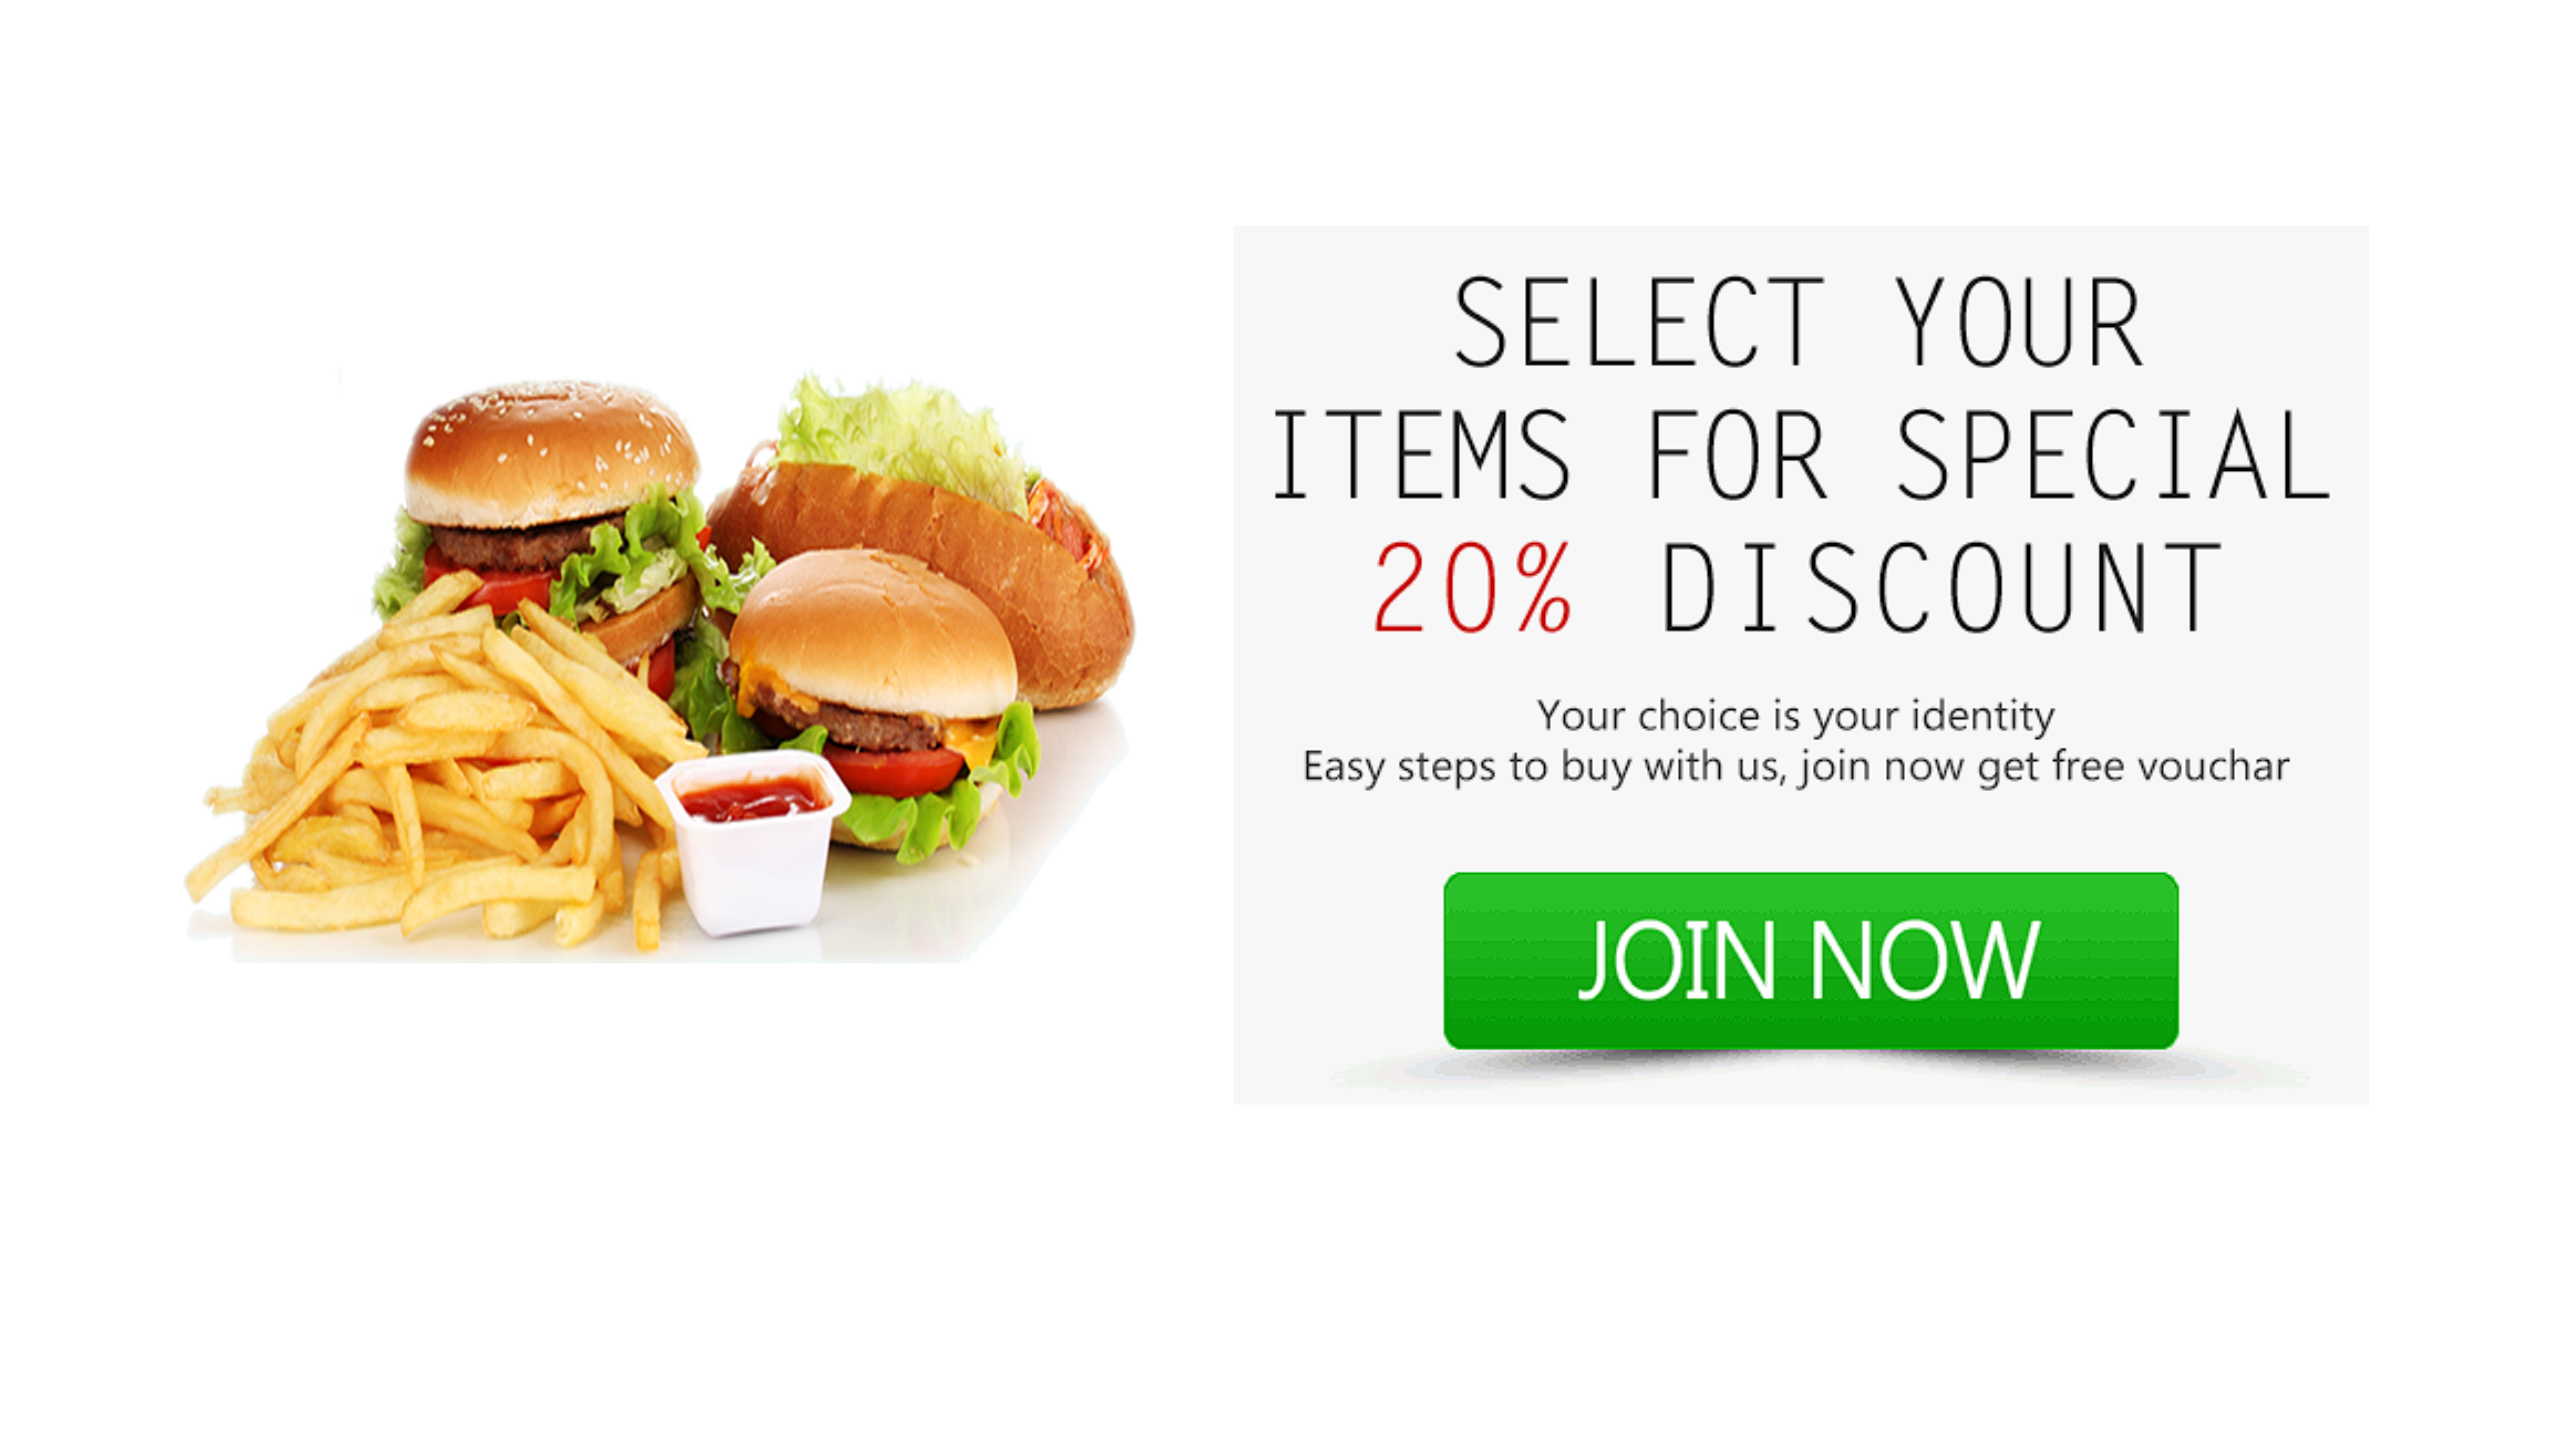 SELECT YOUR
ITEMS FOR SPECIAL
20% DISCOUNT
Your choice is your identity
Easy steps to buy with us, join now get free vouchar
JOIN NOW